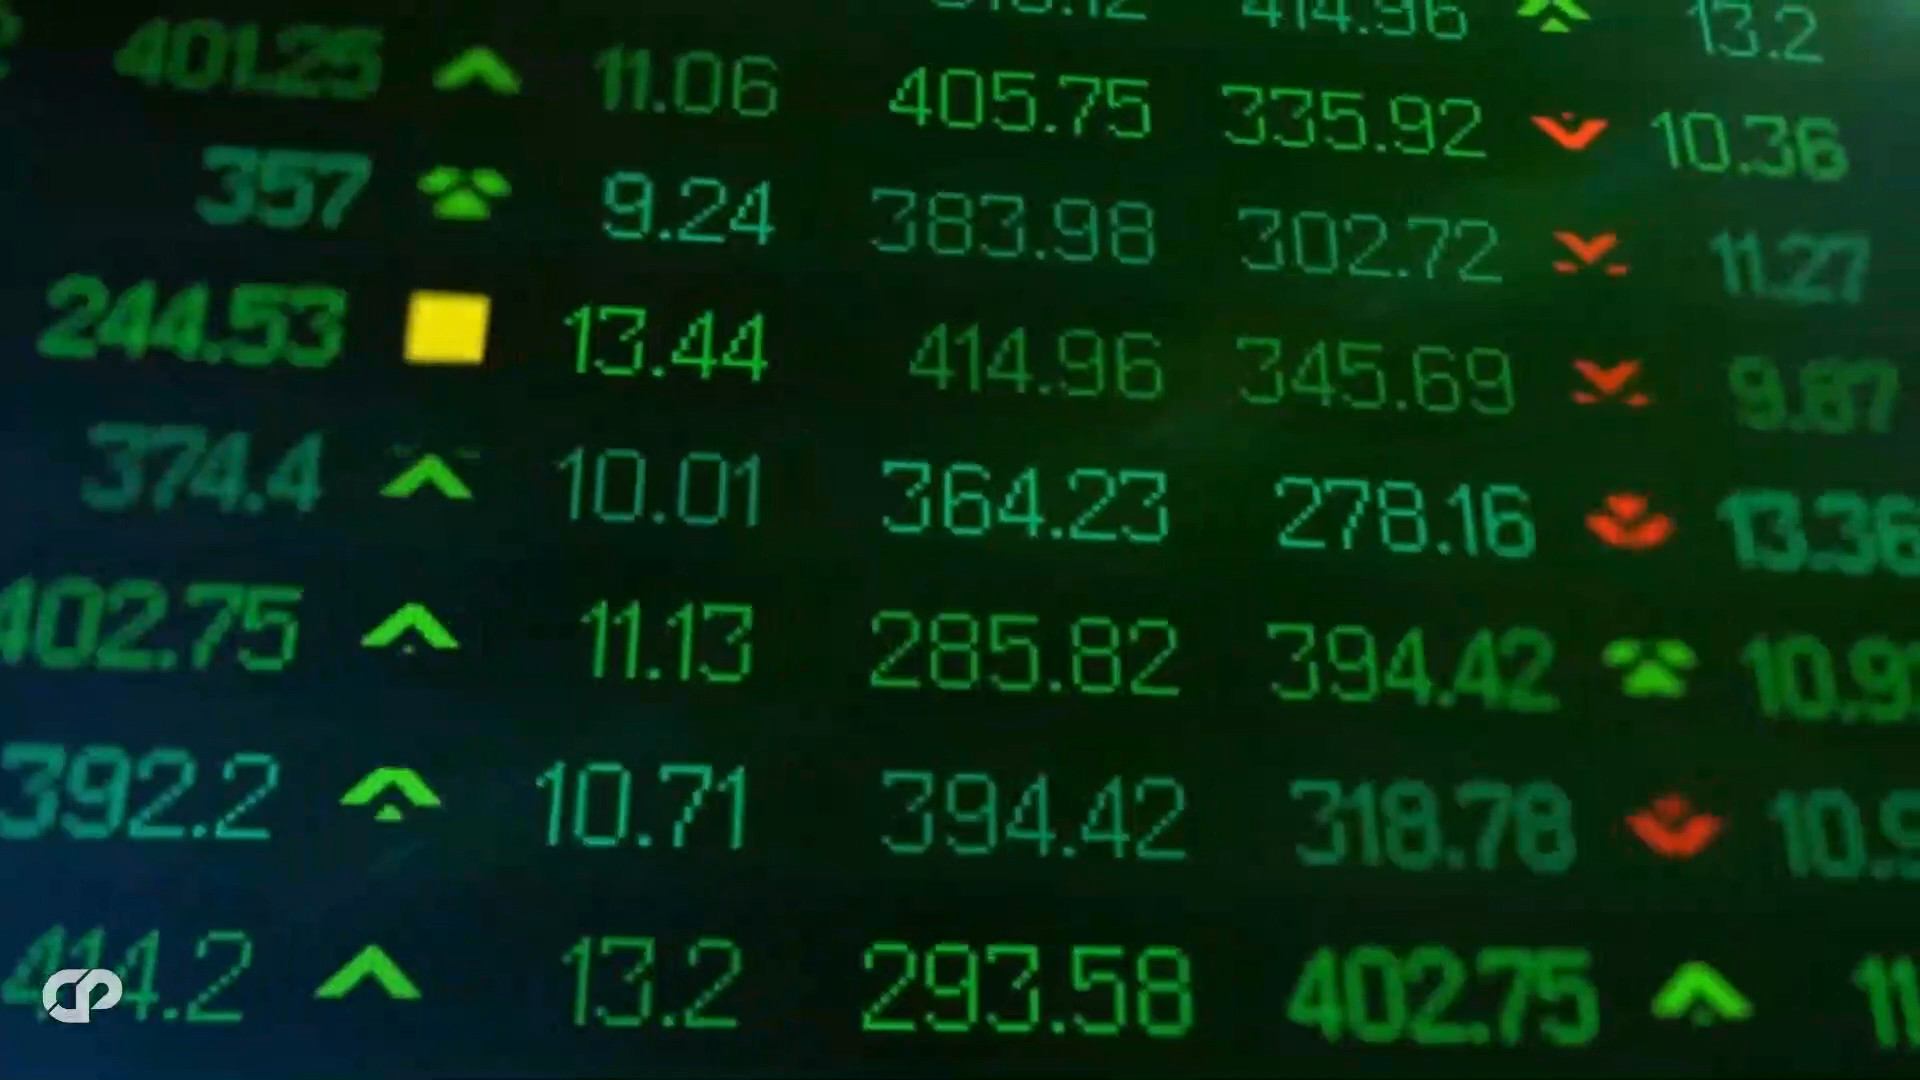 414.96 13.2
401.25 11.06 405.75 335.92 10.36
357 9.24 383.98 302.72 11.27
244.53 13.44 414.96 345.69 9.87
374.4 10.01 364.23 278.16 13.36
402.75 11.13 285.82 394.42
392.2 10.71 394.42 318.78
414.2 13.2 293.58 402.75